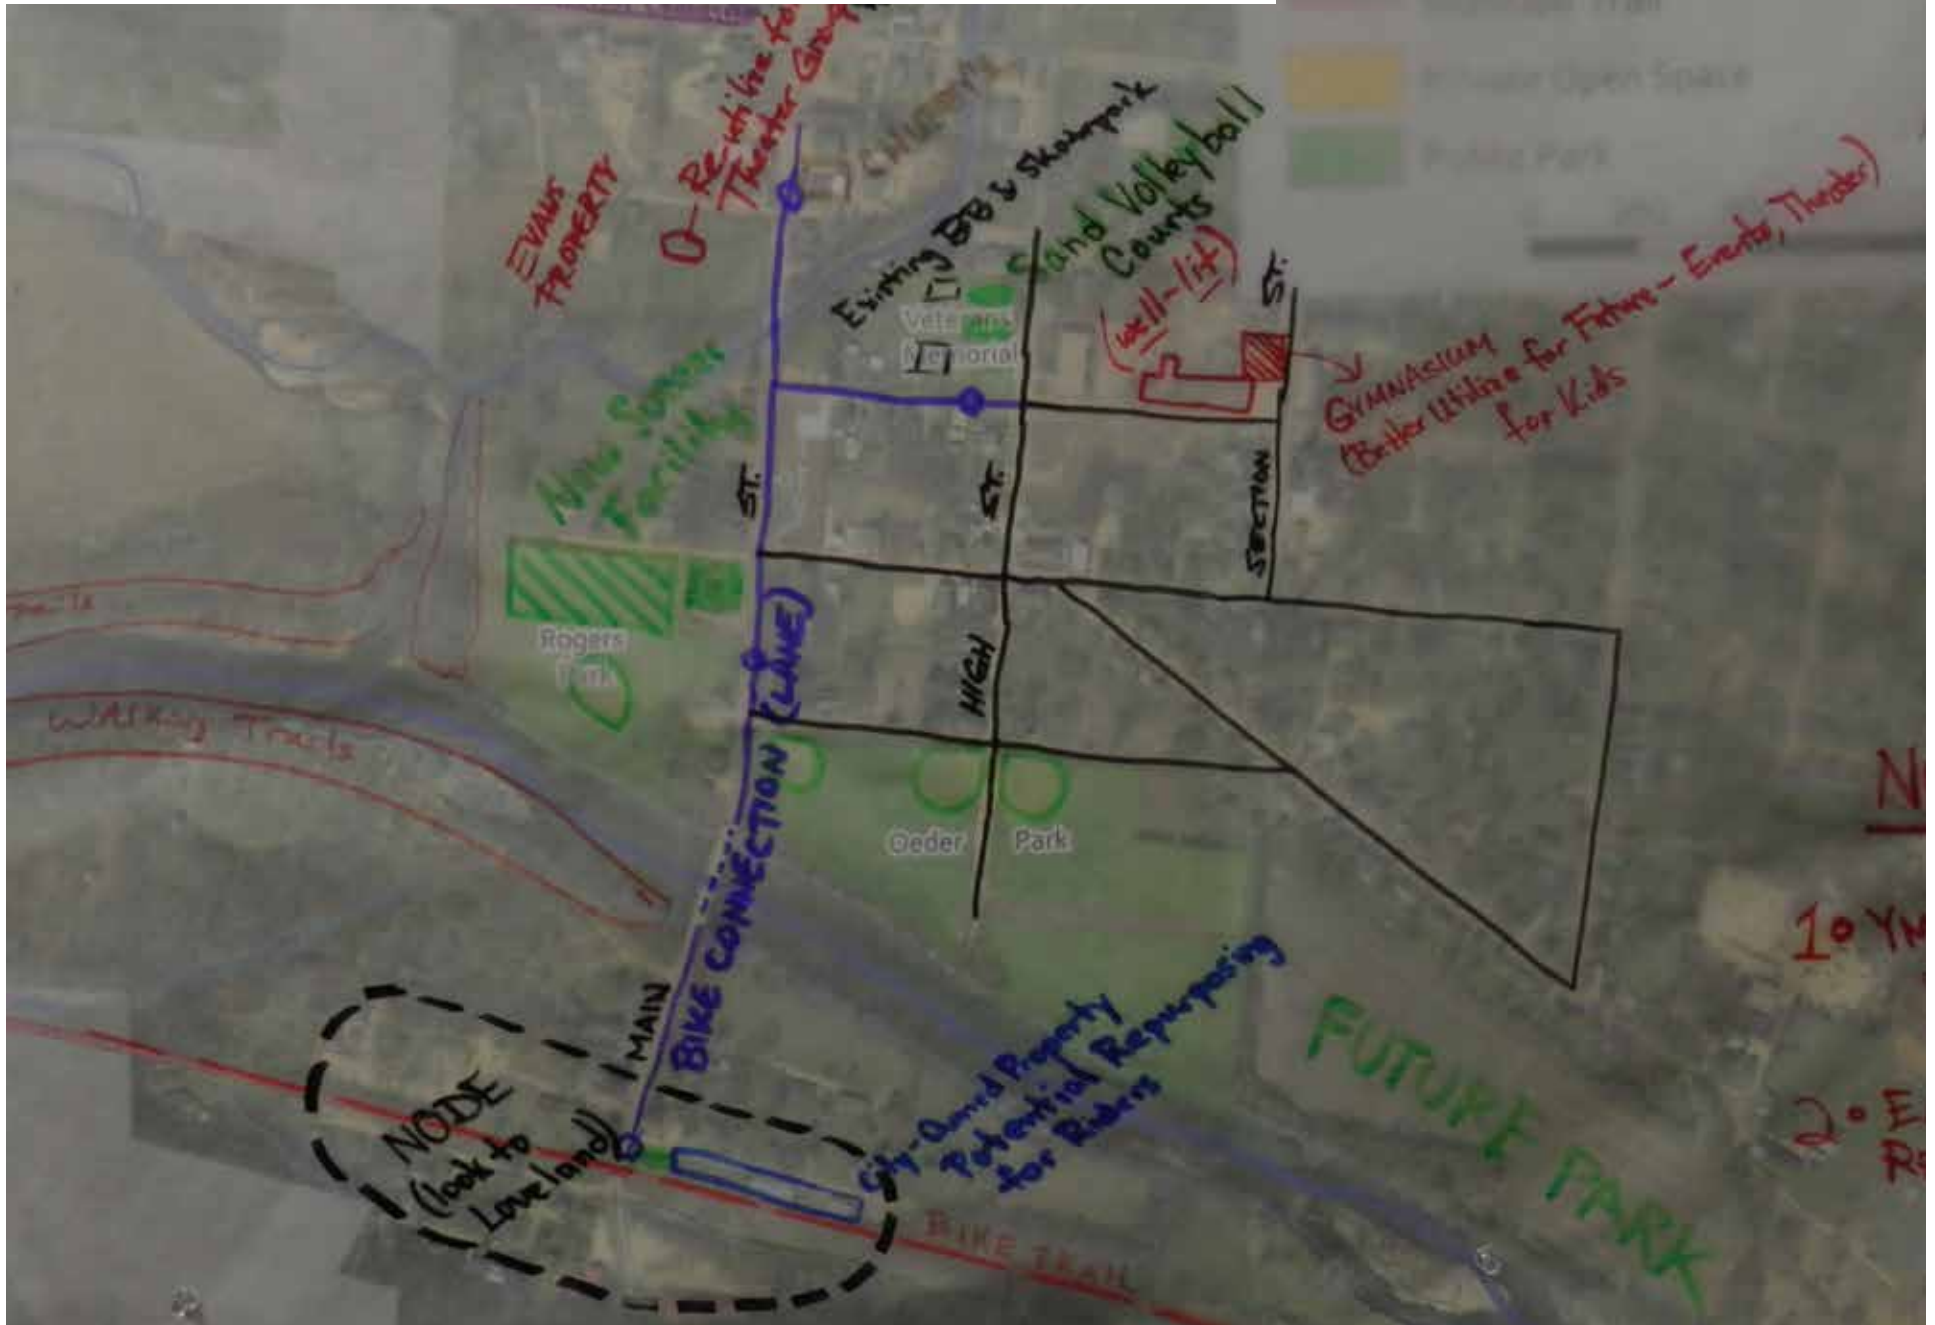 Private Open Space
Public Park
Re-utilize for
Theater Group
EVANS
PROPERTY
Existing BB & Skatepark
Sand Volleyball
Courts
(well-lit)
Veterans
Memorial
ST.
GYMNASIUM
(Better Utilize for Future - Events, Theater)
for Kids
New Soccer
Facility
ST.
ST.
SECTION
Rogers
Park
HIGH
Walking Trails
BIKE CONNECTION (LANE)
Oeder Park
MAIN
FUTURE PARK
NODE
(look to
Loveland)
City-Owned Property
Potential Repurposing
for Riders
BIKE TRAIL
1.
2.